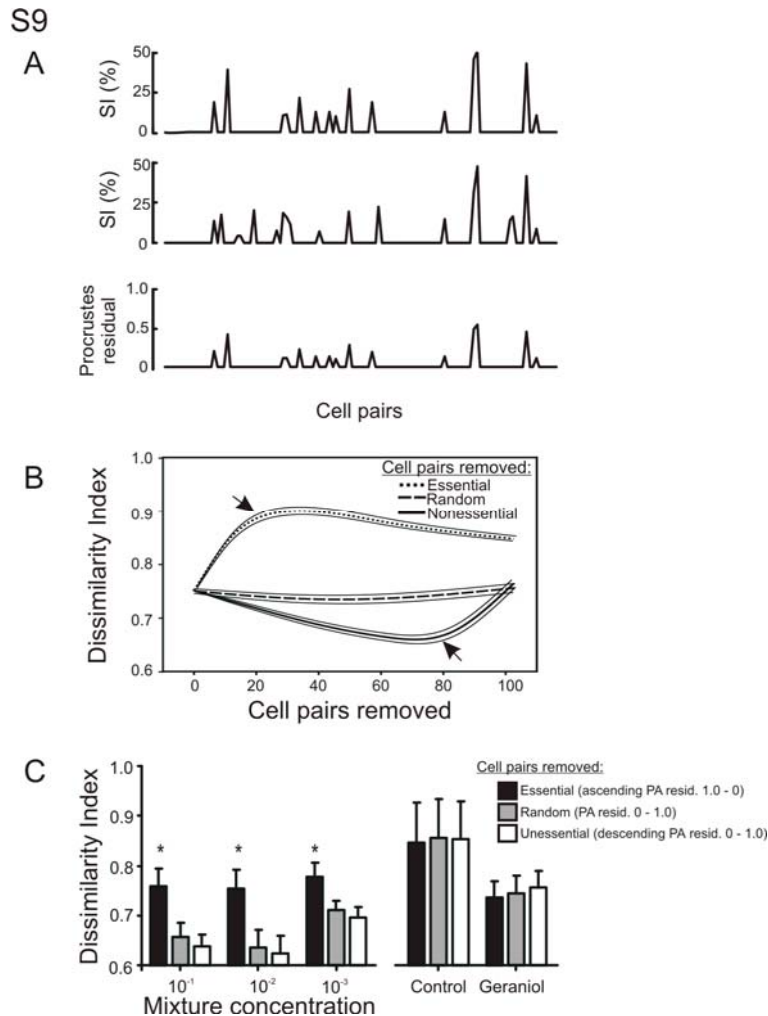 S9
A
50
25
0
SI (%)
50
25
0
SI (%)
1.0
0.5
0
Procrustes
residual
Cell pairs
B
1.0
0.9
0.8
0.7
0.6
Dissimilarity Index
Cell pairs removed:
Essential
Random
Nonessential
0 20 40 60 80 100
Cell pairs removed
C
1.0
0.9
0.8
0.7
0.6
Dissimilarity Index
* * *
10-1 10-2 10-3
Mixture concentration
Control Geraniol
Cell pairs removed:
Essential (ascending PA resid. 1.0 - 0)
Random (PA resid. 0 - 1.0)
Unessential (descending PA resid. 0 - 1.0)